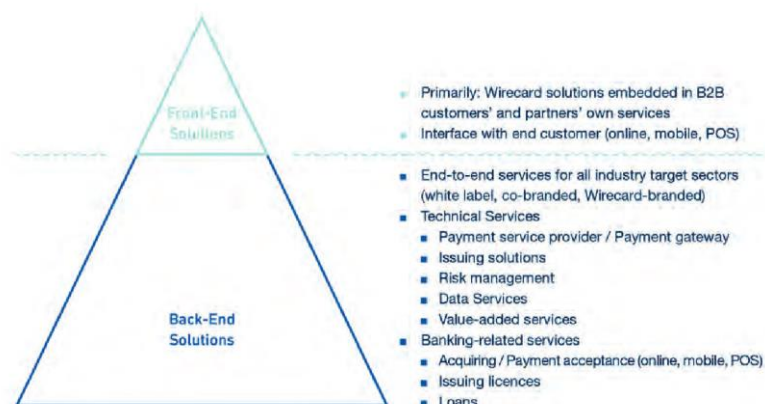 Front-End
Solutions
Primarily: Wirecard solutions embedded in B2B
customers' and partners' own services
Interface with end customer (online, mobile, POS)
End-to-end services for all industry target sectors
(white label, co-branded, Wirecard-branded)
Technical Services
Payment service provider / Payment gateway
Issuing solutions
Risk management
Data Services
Value-added services
Back-End
Solutions
Banking-related services
Acquiring / Payment acceptance (online, mobile, POS)
Issuing licences
Loans